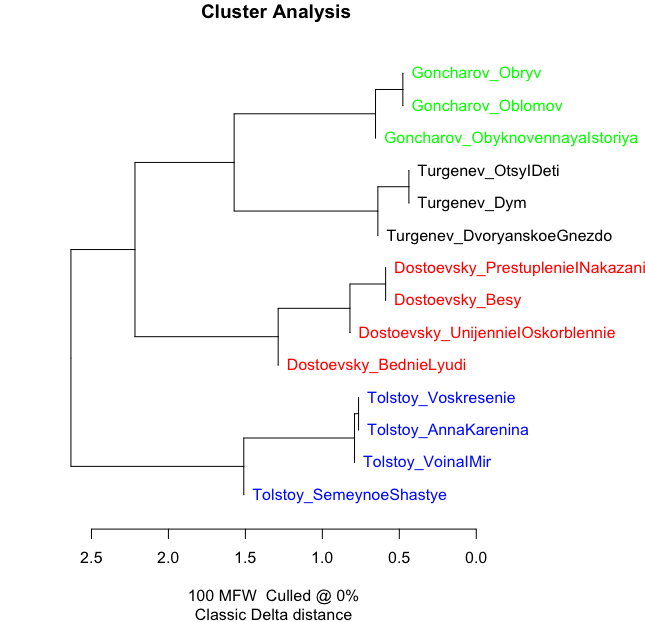 Cluster Analysis
Goncharov_Obryv
Goncharov_Oblomov
Goncharov_ObyknovennayaIstoriya
Turgenev_OtsyIDeti
Turgenev_Dym
Turgenev_DvoryanskoeGnezdo
Dostoevsky_PrestuplenieINakazani
Dostoevsky_Besy
Dostoevsky_UnijennieIOskorblennie
Dostoevsky_BednieLyudi
Tolstoy_Voskresenie
Tolstoy_AnnaKarenina
Tolstoy_VoinaIMir
Tolstoy_SemeynoeShastye
2.5 2.0 1.5 1.0 0.5 0.0
100 MFW  Culled @ 0%
Classic Delta distance